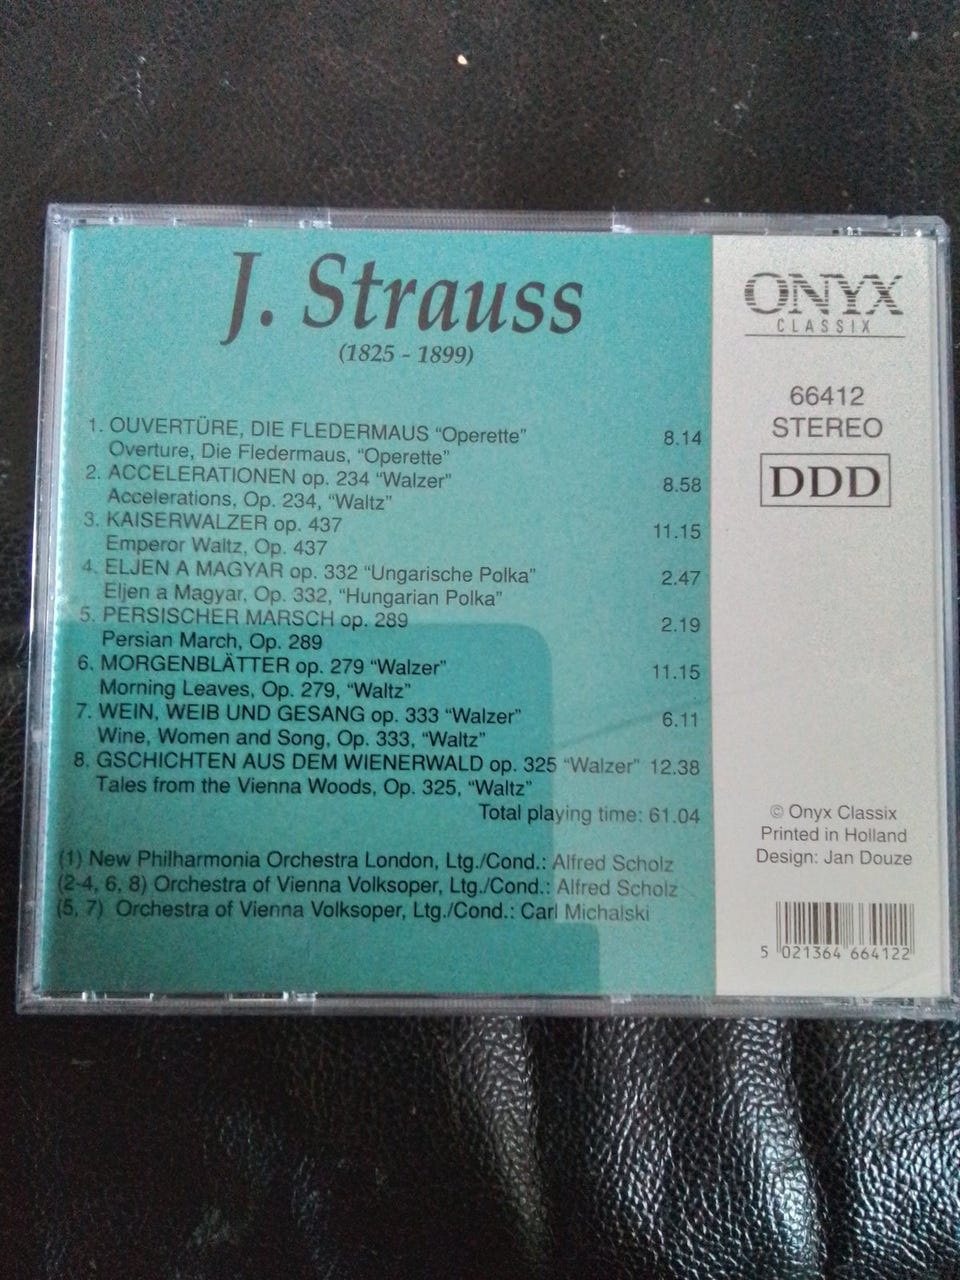 J. Strauss
(1825 - 1899)
1. OUVERTÜRE, DIE FLEDERMAUS “Operette” 8.14
Overture, Die Fledermaus, “Operette”
2. ACCELERATIONEN op. 234 “Walzer” 8.58
Accelerations, Op. 234, “Waltz”
3. KAISERWALZER op. 437 11.15
Emperor Waltz, Op. 437
4. ELJEN A MAGYAR op. 332 “Ungarische Polka” 2.47
Eljen a Magyar, Op. 332, “Hungarian Polka”
5. PERSISCHER MARSCH op. 289 2.19
Persian March, Op. 289
6. MORGENBLÄTTER op. 279 “Walzer” 11.15
Morning Leaves, Op. 279, “Waltz”
7. WEIN, WEIB UND GESANG op. 333 “Walzer” 6.11
Wine, Women and Song, Op. 333, “Waltz”
8. GSCHICHTEN AUS DEM WIENERWALD op. 325 “Walzer” 12.38
Tales from the Vienna Woods, Op. 325, “Waltz”
Total playing time: 61.04
(1) New Philharmonia Orchestra London, Ltg./Cond.: Alfred Scholz
(2-4, 6, 8) Orchestra of Vienna Volksoper, Ltg./Cond.: Alfred Scholz
(5, 7) Orchestra of Vienna Volksoper, Ltg./Cond.: Carl Michalski
ONYX
CLASSIX
66412
STEREO
DDD
© Onyx Classix
Printed in Holland
Design: Jan Douze
5 021364 664122